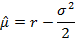 μ̂ = r − σ²/2